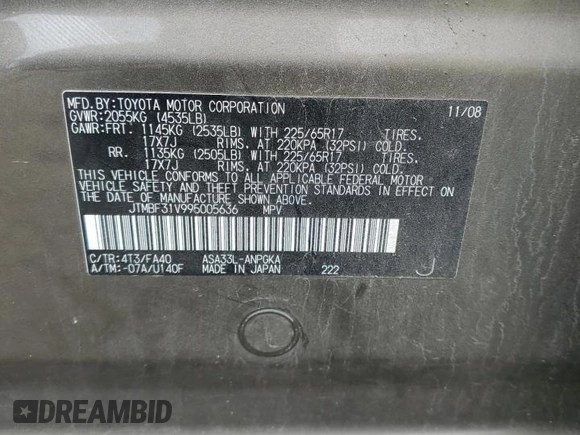 MFD.BY:TOYOTA MOTOR CORPORATION 11/08
GVWR:2055KG (4535LB)
GAWR:FRT. 1145KG (2535LB) WITH 225/65R17 TIRES.
17X7J RIMS. AT 220KPA (32PSI) COLD.
RR. 1135KG (2505LB) WITH 225/65R17 TIRES.
17X7J RIMS. AT 220KPA (32PSI) COLD.
THIS VEHICLE CONFORMS TO ALL APPLICABLE FEDERAL MOTOR
VEHICLE SAFETY AND THEFT PREVENTION STANDARDS IN EFFECT ON
THE DATE OF MANUFACTURE SHOWN ABOVE.
JTMBF31V995005636 MPV
C/TR:4T3/FA40 ASA33L-ANPGKA
A/TM:-07A/U140F MADE IN JAPAN 222 J
DREAMBID